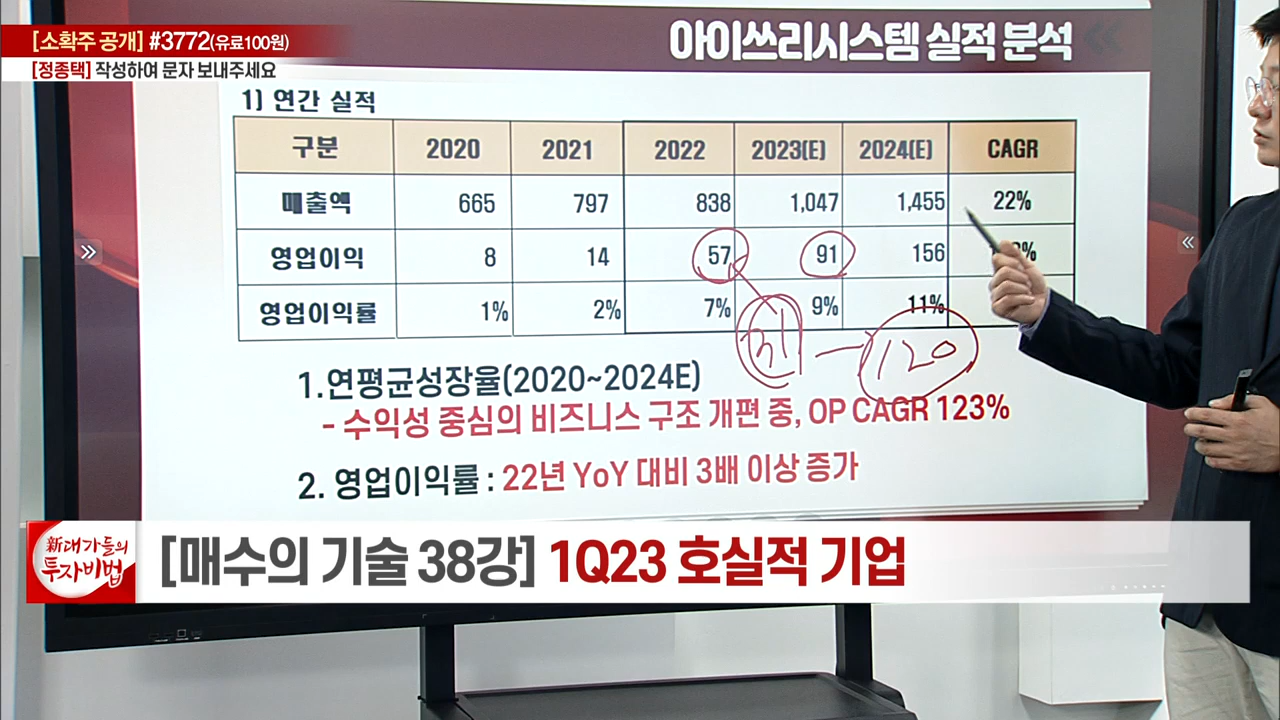 [소확주 공개] #3772(유료100원)
[정종택] 작성하여 문자 보내주세요
아이쓰리시스템 실적 분석
1) 연간 실적
구분 2020 2021 2022 2023(E) 2024(E) CAGR
매출액 665 797 838 1,047 1,455 22%
영업이익 8 14 57 91 156
영업이익률 1% 2% 7% 9% 11%
31 120
1.연평균성장율(2020~2024E)
- 수익성 중심의 비즈니스 구조 개편 중, OP CAGR 123%
2. 영업이익률 : 22년 YoY 대비 3배 이상 증가
新대가들의
투자비법
[매수의 기술 38강] 1Q23 호실적 기업